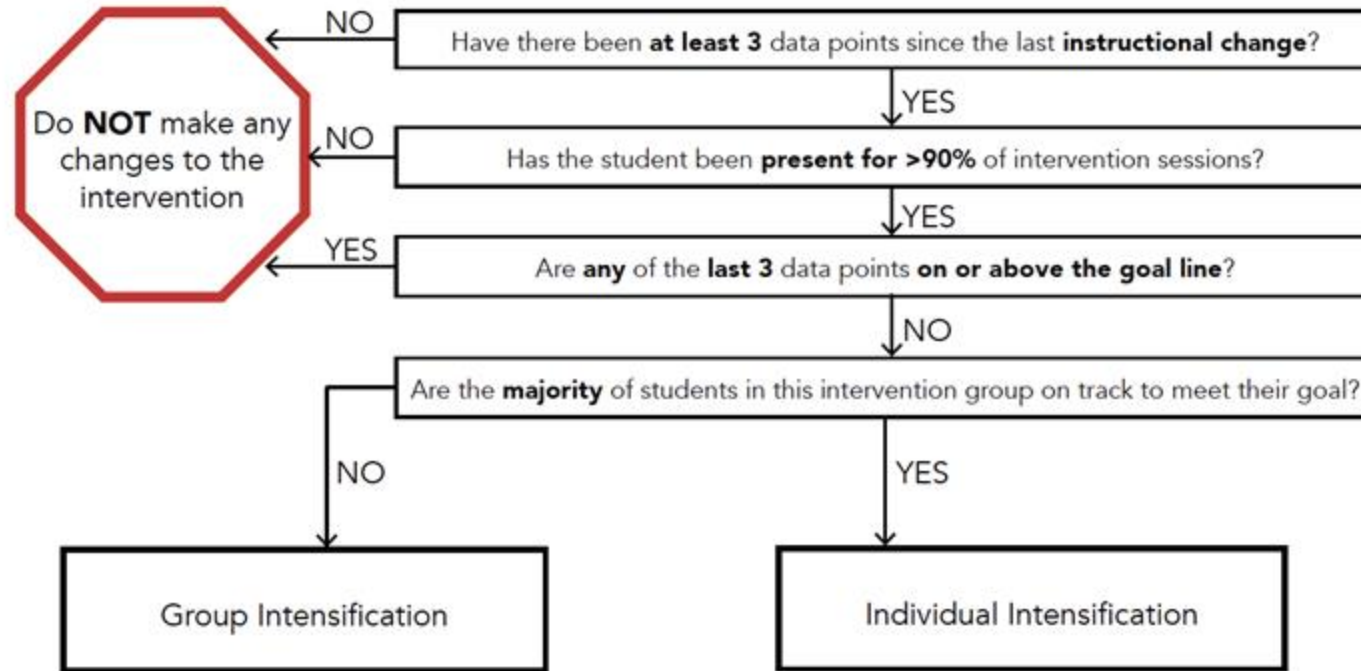 NO
Have there been at least 3 data points since the last instructional change?
YES
Do NOT make any
changes to the
intervention
NO
Has the student been present for >90% of intervention sessions?
YES
YES
Are any of the last 3 data points on or above the goal line?
NO
Are the majority of students in this intervention group on track to meet their goal?
NO
YES
Group Intensification
Individual Intensification